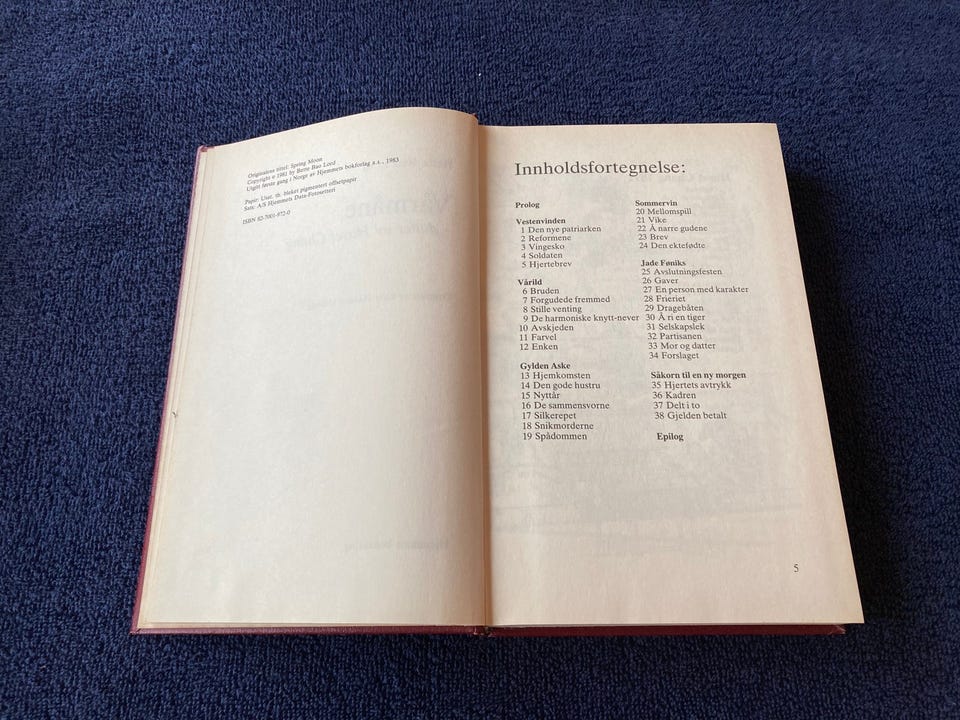 Originalens tittel: Spring Moon
Copyright © 1981 by Bette Bao Lord
Utgitt første gang i Norge av Hjemmets bokforlag a.s., 1983
Papir: Utar, th. bleket pigmentert offsetpapir
Sats: A/S Hjemmets Data-Fotosetteri
ISBN 82-7001-872-0
Innholdsfortegnelse:
Prolog
Vestenvinden
1 Den nye patriarken
2 Reformene
3 Vingesko
4 Soldaten
5 Hjertebrev
Vårild
6 Bruden
7 Forgudede fremmed
8 Stille venting
9 De harmoniske knytt-never
10 Avskjeden
11 Farvel
12 Enken
Gylden Aske
13 Hjemkomsten
14 Den gode hustru
15 Nyttår
16 De sammensvorne
17 Silkerepet
18 Snikmorderne
19 Spådommen
Sommervin
20 Mellomspill
21 Vike
22 Å narre gudene
23 Brev
24 Den ektefødte
Jade Føniks
25 Avslutningsfesten
26 Gaver
27 En person med karakter
28 Frieriet
29 Dragebåten
30 Å ri en tiger
31 Selskapslek
32 Partisanen
33 Mor og datter
34 Forslaget
Såkorn til en ny morgen
35 Hjertets avtrykk
36 Kadren
37 Delt i to
38 Gjelden betalt
Epilog
5